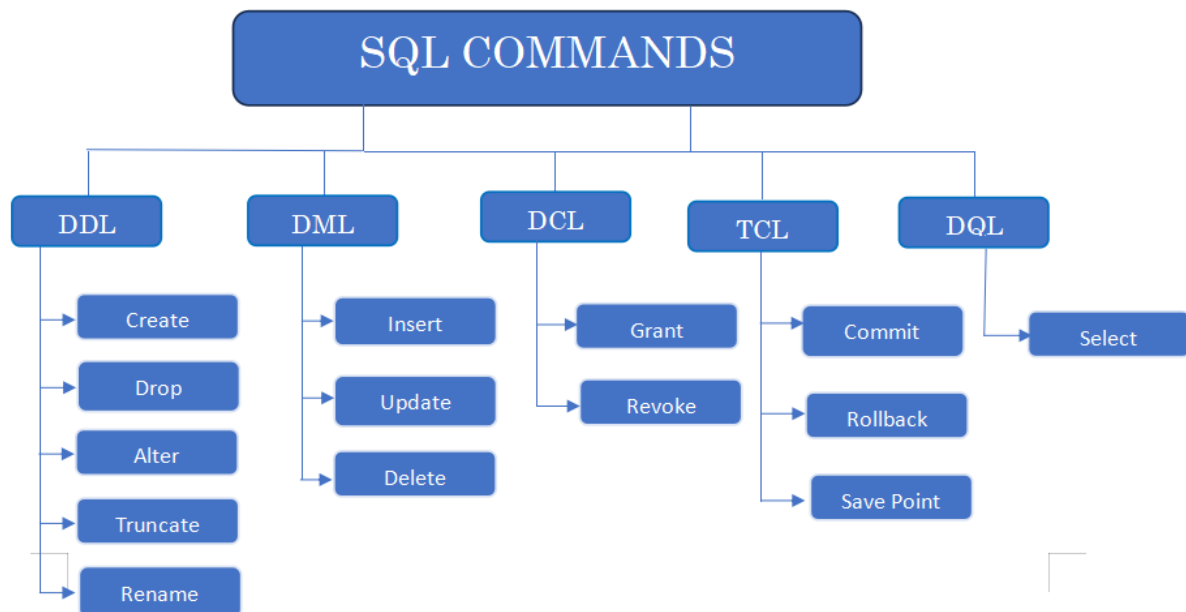 SQL COMMANDS
DDL
DML
DCL
TCL
DQL
Create
Drop
Alter
Truncate
Rename
Insert
Update
Delete
Grant
Revoke
Commit
Rollback
Save Point
Select